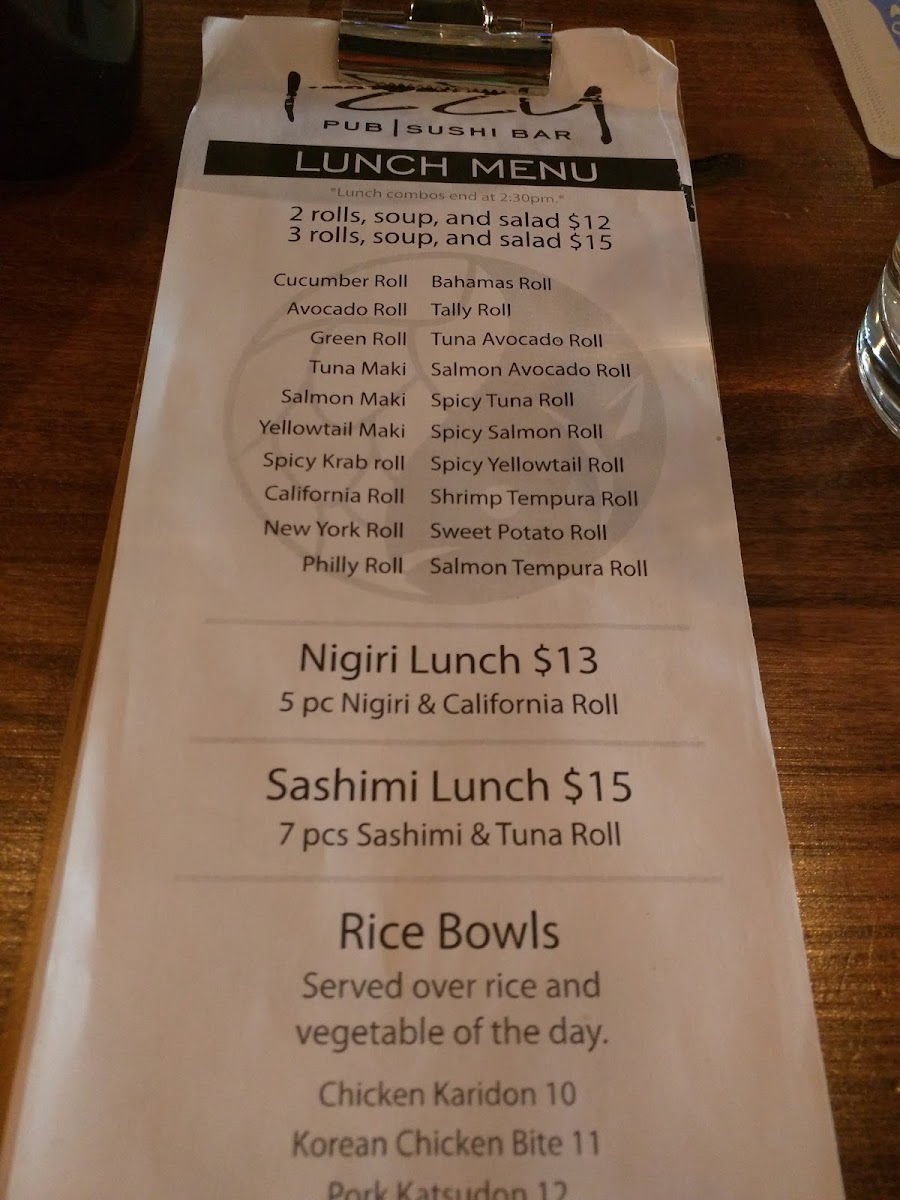 Izzy
PUB | SUSHI BAR
LUNCH MENU
"Lunch combos end at 2:30pm."
2 rolls, soup, and salad $12
3 rolls, soup, and salad $15
Cucumber Roll Bahamas Roll
Avocado Roll Tally Roll
Green Roll Tuna Avocado Roll
Tuna Maki Salmon Avocado Roll
Salmon Maki Spicy Tuna Roll
Yellowtail Maki Spicy Salmon Roll
Spicy Krab roll Spicy Yellowtail Roll
California Roll Shrimp Tempura Roll
New York Roll Sweet Potato Roll
Philly Roll Salmon Tempura Roll
Nigiri Lunch $13
5 pc Nigiri & California Roll
Sashimi Lunch $15
7 pcs Sashimi & Tuna Roll
Rice Bowls
Served over rice and
vegetable of the day.
Chicken Karidon 10
Korean Chicken Bite 11
Pork Katsudon 12